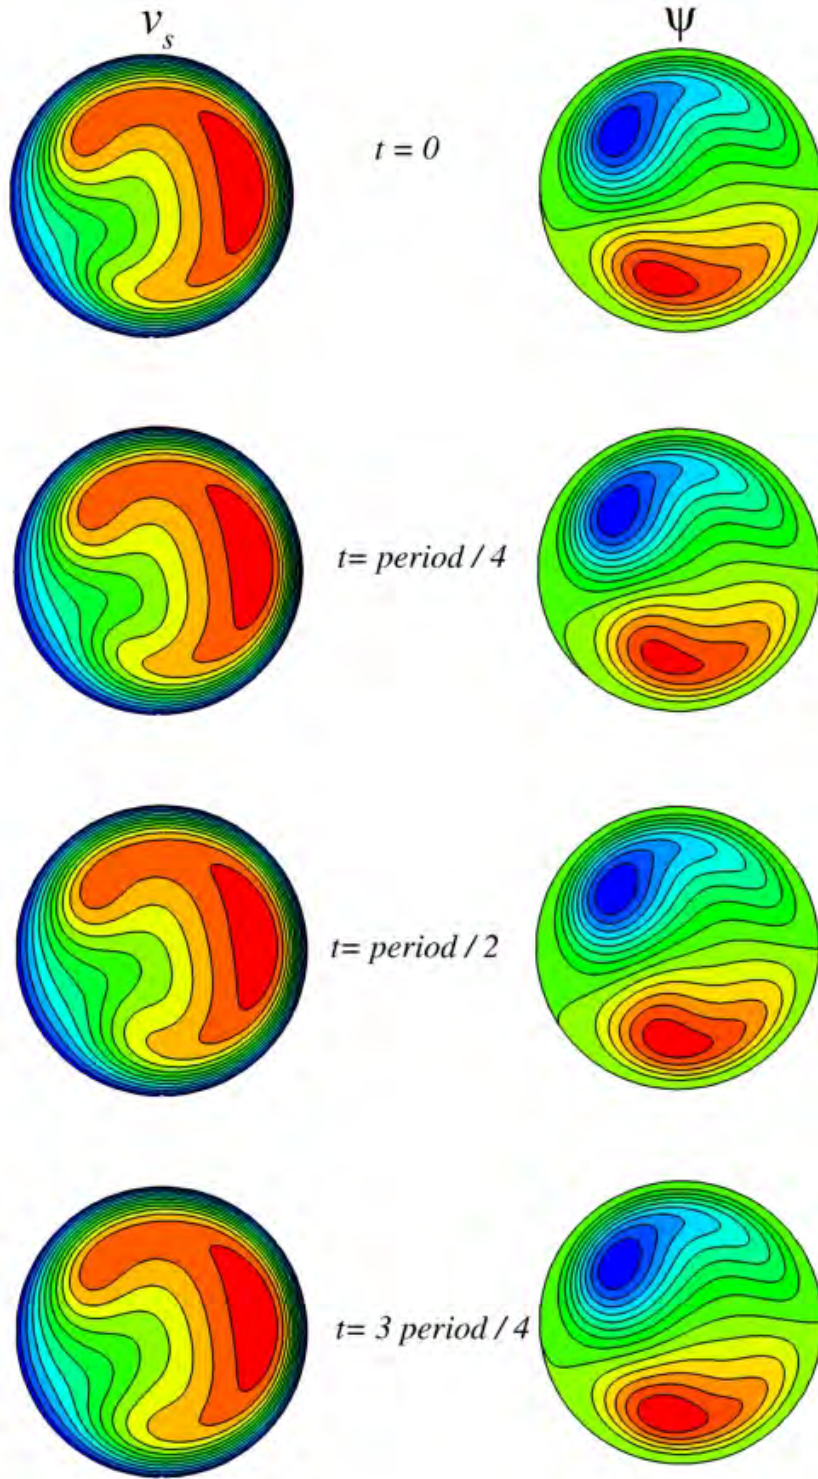 v_s Ψ
t = 0
t= period / 4
t= period / 2
t= 3 period / 4